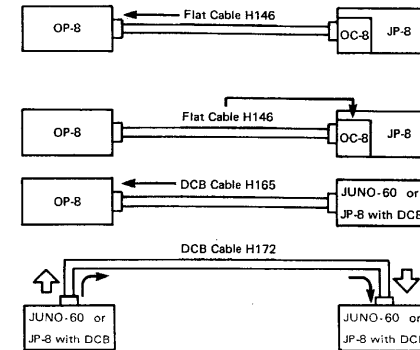 OP-8
Flat Cable H146
OC-8
JP-8
OP-8
Flat Cable H146
OC-8
JP-8
OP-8
DCB Cable H165
JUNO-60 or
JP-8 with DCB
DCB Cable H172
JUNO-60 or
JP-8 with DCB
JUNO-60 or
JP-8 with DCB